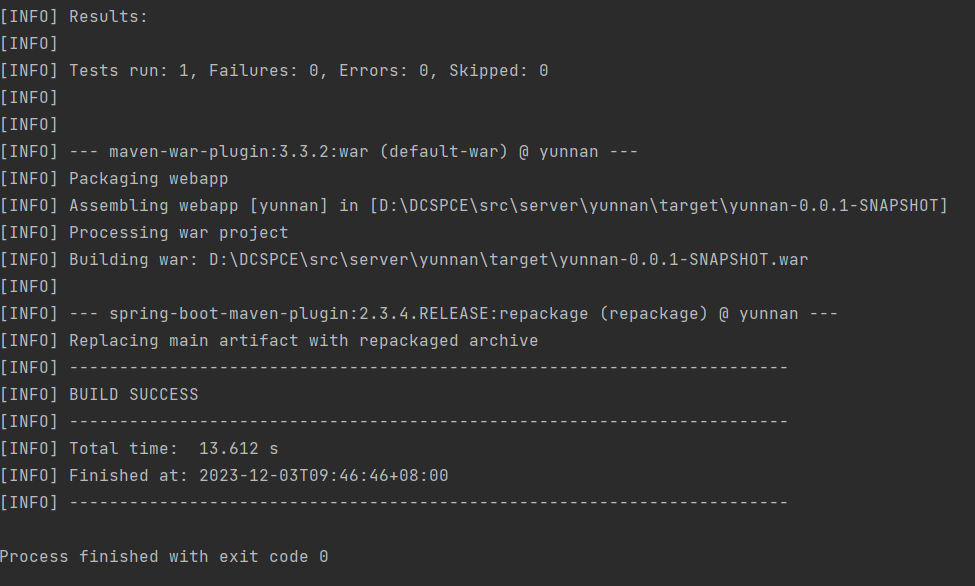 [INFO] Results:
[INFO]
[INFO] Tests run: 1, Failures: 0, Errors: 0, Skipped: 0
[INFO]
[INFO]
[INFO] --- maven-war-plugin:3.3.2:war (default-war) @ yunnan ---
[INFO] Packaging webapp
[INFO] Assembling webapp [yunnan] in [D:\DCSPCE\src\server\yunnan\target\yunnan-0.0.1-SNAPSHOT]
[INFO] Processing war project
[INFO] Building war: D:\DCSPCE\src\server\yunnan\target\yunnan-0.0.1-SNAPSHOT.war
[INFO]
[INFO] --- spring-boot-maven-plugin:2.3.4.RELEASE:repackage (repackage) @ yunnan ---
[INFO] Replacing main artifact with repackaged archive
[INFO] ------------------------------------------------------------------------
[INFO] BUILD SUCCESS
[INFO] ------------------------------------------------------------------------
[INFO] Total time:  13.612 s
[INFO] Finished at: 2023-12-03T09:46:46+08:00
[INFO] ------------------------------------------------------------------------
Process finished with exit code 0